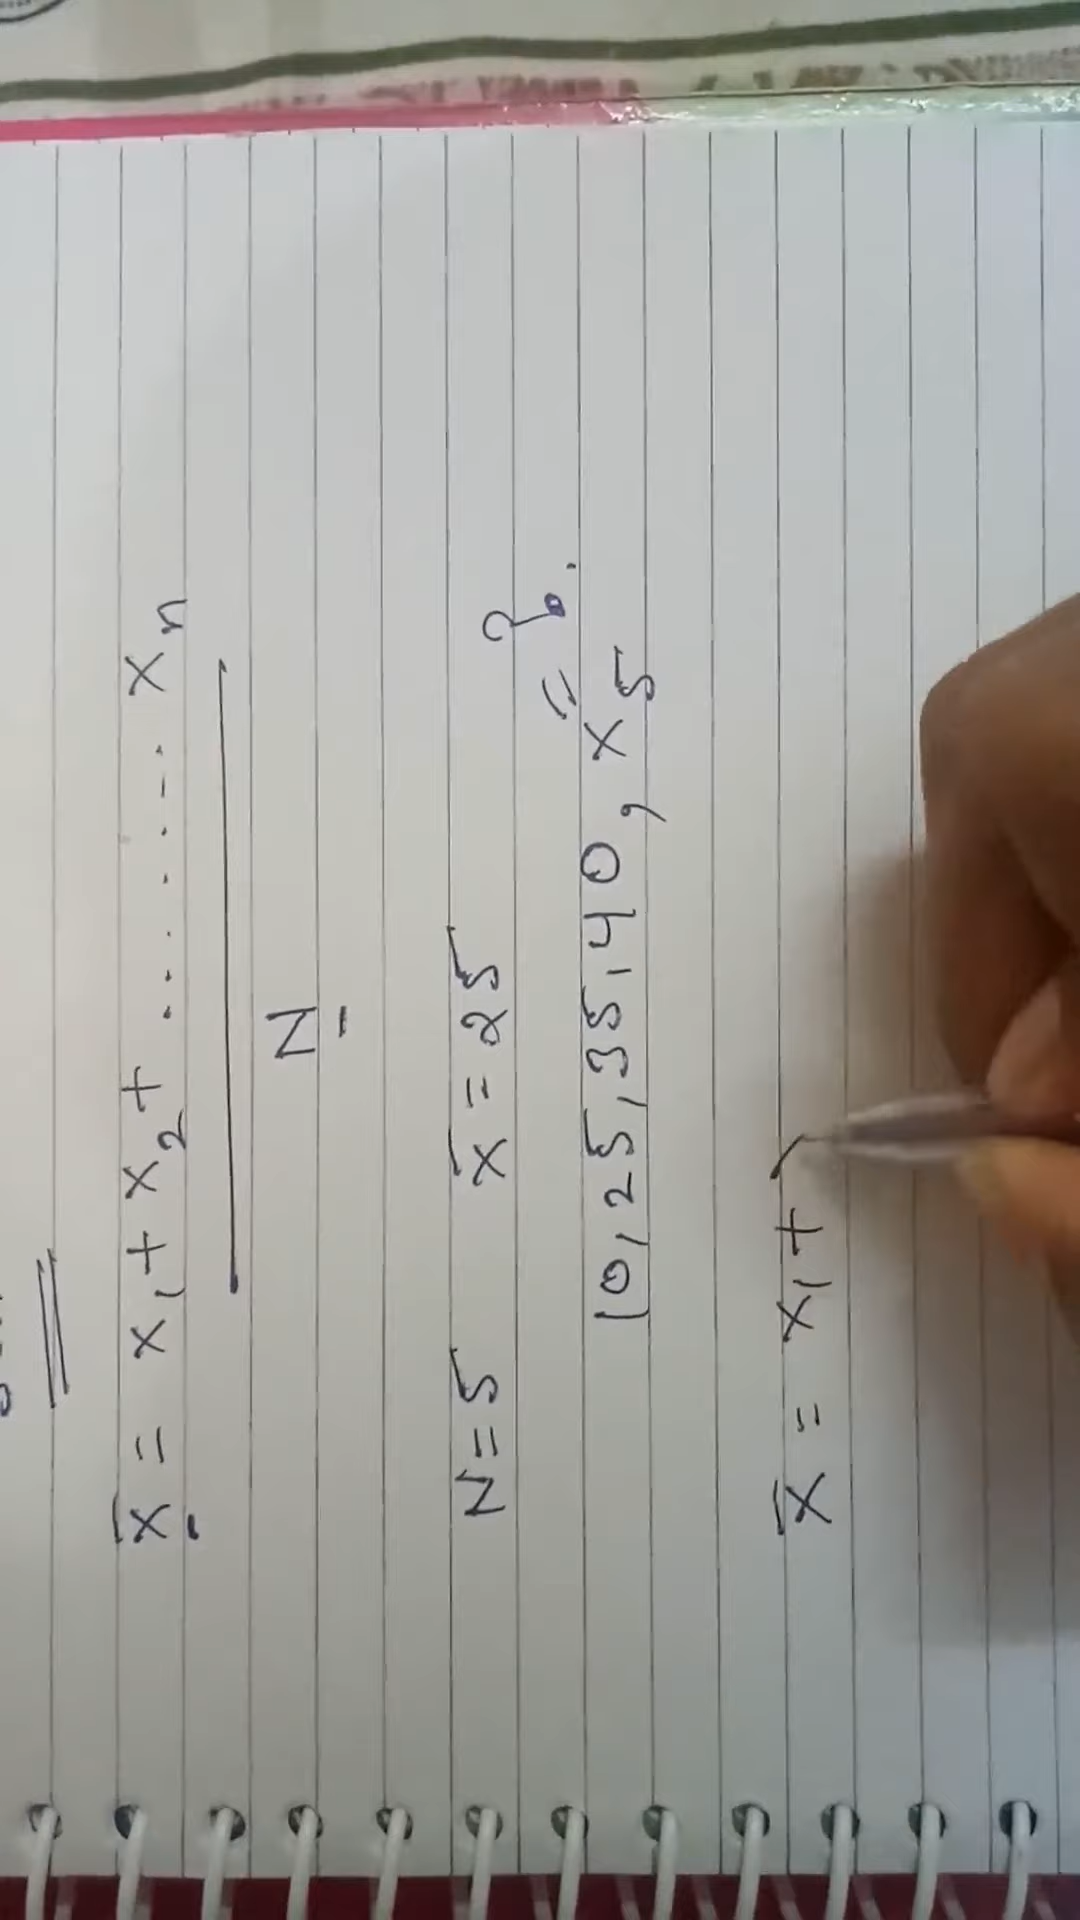 x̄ = x₁ + x₂ + ........ xₙ
N
N = 5 x̄ = 25 ?
10, 25, 35, 40, x₅ =
x̄ = x₁ +